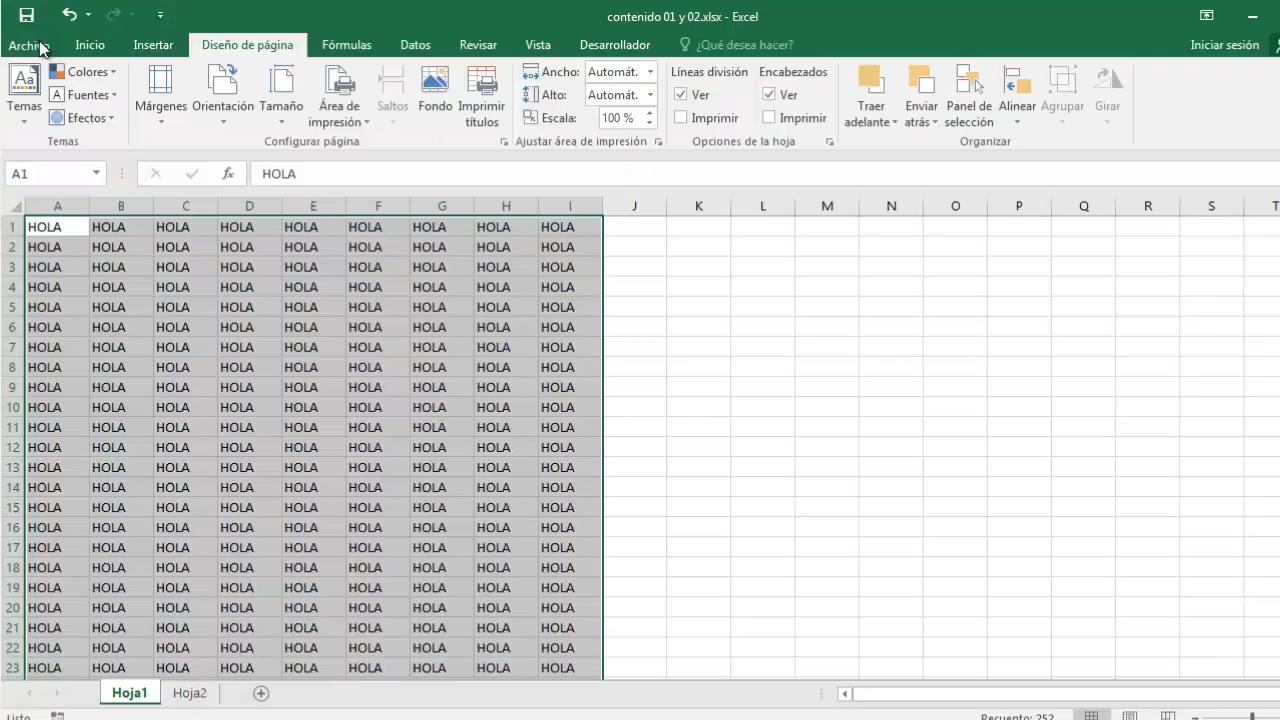 contenido 01 y 02.xlsx - Excel
Archivo Inicio Insertar Diseño de página Fórmulas Datos Revisar Vista Desarrollador ¿Qué desea hacer? Iniciar sesión
Aa Colores Ancho: Automát. Líneas división Encabezados
Fuentes Alto: Automát. Ver Ver
Temas Efectos Márgenes Orientación Tamaño Área de impresión Saltos Fondo Imprimir títulos Escala: 100 % Imprimir Imprimir Traer adelante Enviar atrás Panel de selección Alinear Agrupar Girar
Temas Configurar página Ajustar área de impresión Opciones de la hoja Organizar
A1 fx HOLA
A B C D E F G H I J K L M N O P Q R S T
1 HOLA HOLA HOLA HOLA HOLA HOLA HOLA HOLA HOLA
2 HOLA HOLA HOLA HOLA HOLA HOLA HOLA HOLA HOLA
3 HOLA HOLA HOLA HOLA HOLA HOLA HOLA HOLA HOLA
4 HOLA HOLA HOLA HOLA HOLA HOLA HOLA HOLA HOLA
5 HOLA HOLA HOLA HOLA HOLA HOLA HOLA HOLA HOLA
6 HOLA HOLA HOLA HOLA HOLA HOLA HOLA HOLA HOLA
7 HOLA HOLA HOLA HOLA HOLA HOLA HOLA HOLA HOLA
8 HOLA HOLA HOLA HOLA HOLA HOLA HOLA HOLA HOLA
9 HOLA HOLA HOLA HOLA HOLA HOLA HOLA HOLA HOLA
10 HOLA HOLA HOLA HOLA HOLA HOLA HOLA HOLA HOLA
11 HOLA HOLA HOLA HOLA HOLA HOLA HOLA HOLA HOLA
12 HOLA HOLA HOLA HOLA HOLA HOLA HOLA HOLA HOLA
13 HOLA HOLA HOLA HOLA HOLA HOLA HOLA HOLA HOLA
14 HOLA HOLA HOLA HOLA HOLA HOLA HOLA HOLA HOLA
15 HOLA HOLA HOLA HOLA HOLA HOLA HOLA HOLA HOLA
16 HOLA HOLA HOLA HOLA HOLA HOLA HOLA HOLA HOLA
17 HOLA HOLA HOLA HOLA HOLA HOLA HOLA HOLA HOLA
18 HOLA HOLA HOLA HOLA HOLA HOLA HOLA HOLA HOLA
19 HOLA HOLA HOLA HOLA HOLA HOLA HOLA HOLA HOLA
20 HOLA HOLA HOLA HOLA HOLA HOLA HOLA HOLA HOLA
21 HOLA HOLA HOLA HOLA HOLA HOLA HOLA HOLA HOLA
22 HOLA HOLA HOLA HOLA HOLA HOLA HOLA HOLA HOLA
23 HOLA HOLA HOLA HOLA HOLA HOLA HOLA HOLA HOLA
Hoja1 Hoja2
Listo Recuento: 252